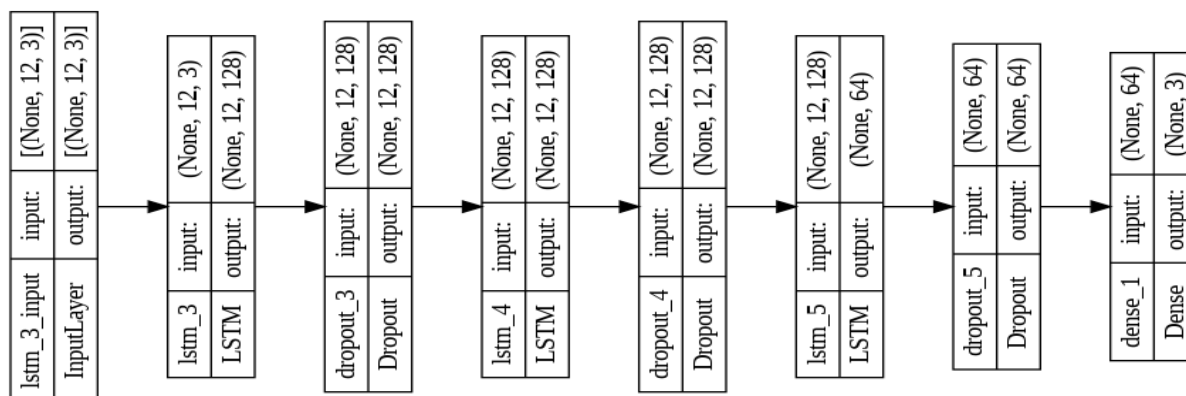 lstm_3_input input: [(None, 12, 3)]
InputLayer output: [(None, 12, 3)]
lstm_3 input: (None, 12, 3)
LSTM output: (None, 12, 128)
dropout_3 input: (None, 12, 128)
Dropout output: (None, 12, 128)
lstm_4 input: (None, 12, 128)
LSTM output: (None, 12, 128)
dropout_4 input: (None, 12, 128)
Dropout output: (None, 12, 128)
lstm_5 input: (None, 12, 128)
LSTM output: (None, 64)
dropout_5 input: (None, 64)
Dropout output: (None, 64)
dense_1 input: (None, 64)
Dense output: (None, 3)